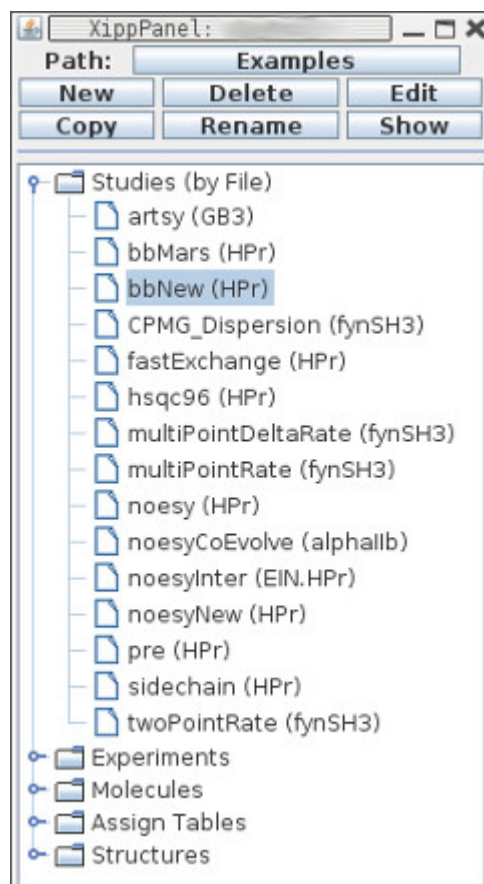 XippPanel:
Path: Examples
New Delete Edit
Copy Rename Show
Studies (by File)
artsy (GB3)
bbMars (HPr)
bbNew (HPr)
CPMG_Dispersion (fynSH3)
fastExchange (HPr)
hsqc96 (HPr)
multiPointDeltaRate (fynSH3)
multiPointRate (fynSH3)
noesy (HPr)
noesyCoEvolve (alphaIIb)
noesyInter (EIN.HPr)
noesyNew (HPr)
pre (HPr)
sidechain (HPr)
twoPointRate (fynSH3)
Experiments
Molecules
Assign Tables
Structures